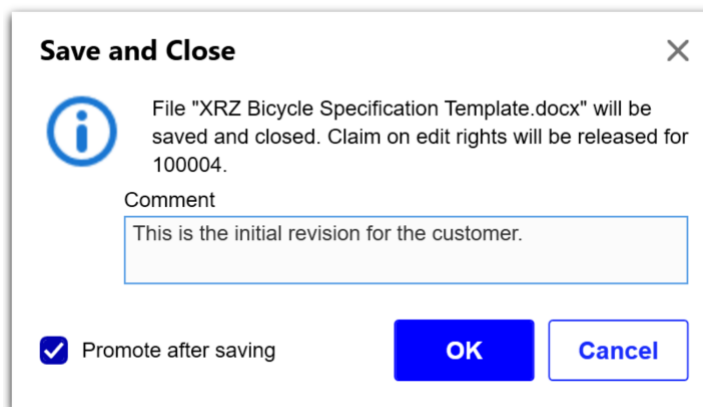 Save and Close
File "XRZ Bicycle Specification Template.docx" will be
saved and closed. Claim on edit rights will be released for
100004.
Comment
This is the initial revision for the customer.
Promote after saving
OK
Cancel